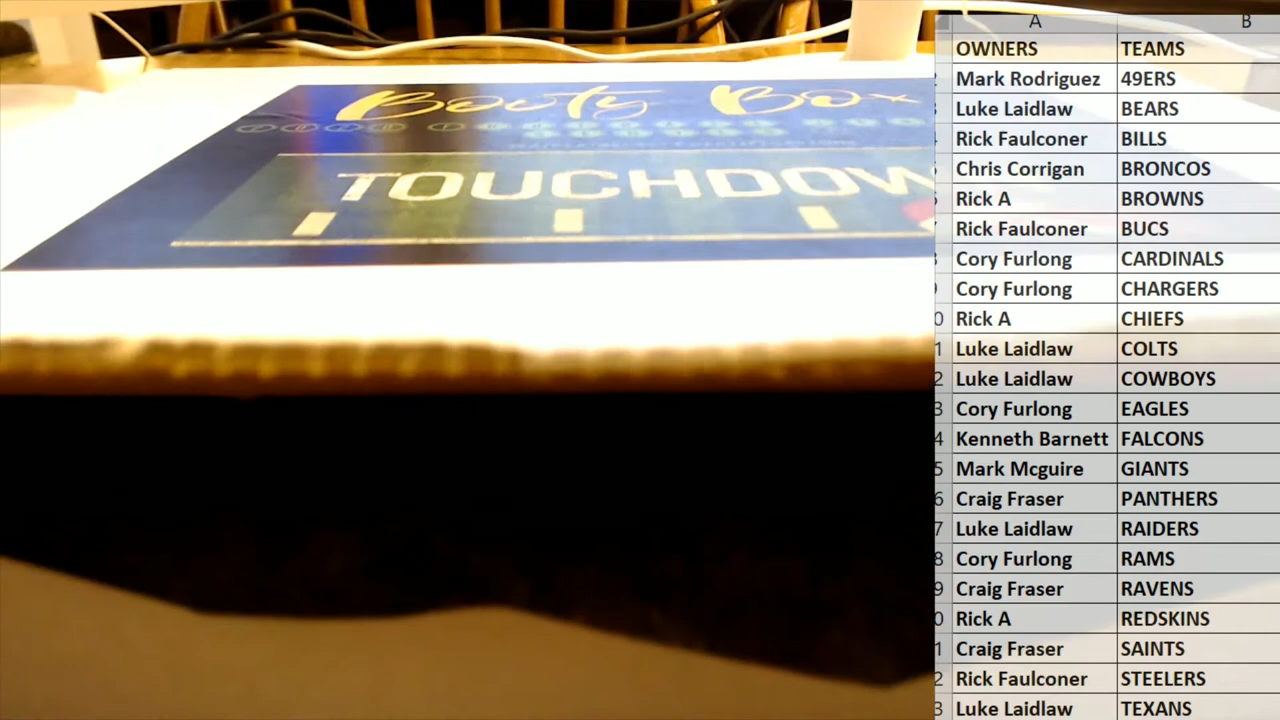 Booty Box
TOUCHDOW
A B
OWNERS TEAMS
Mark Rodriguez 49ERS
Luke Laidlaw BEARS
Rick Faulconer BILLS
Chris Corrigan BRONCOS
Rick A BROWNS
Rick Faulconer BUCS
Cory Furlong CARDINALS
Cory Furlong CHARGERS
Rick A CHIEFS
Luke Laidlaw COLTS
Luke Laidlaw COWBOYS
Cory Furlong EAGLES
Kenneth Barnett FALCONS
Mark Mcguire GIANTS
Craig Fraser PANTHERS
Luke Laidlaw RAIDERS
Cory Furlong RAMS
Craig Fraser RAVENS
Rick A REDSKINS
Craig Fraser SAINTS
Rick Faulconer STEELERS
Luke Laidlaw TEXANS